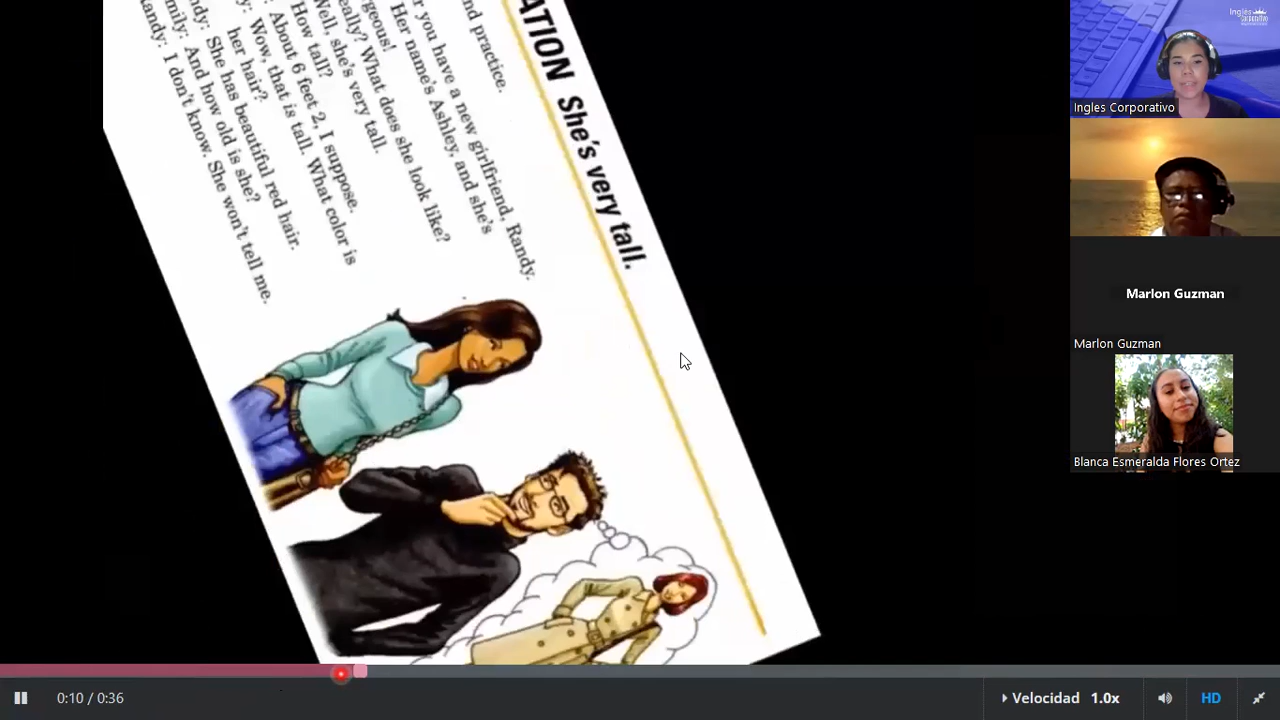 ATION She's very tall.
nd practice.
you have a new girlfriend, Randy.
Her name's Ashley, and she's
rgeous!
eally? What does she look like?
Well, she's very tall.
How tall?
About 6 feet 2, I suppose.
Wow, that is tall. What color is
her hair?
ndy: She has beautiful red hair.
mily: And how old is she?
Randy: I don't know. She won't tell me.
Ingles Corporativo
Marlon Guzman
Marlon Guzman
Blanca Esmeralda Flores Ortez
0:10 / 0:36
Velocidad 1.0x
HD